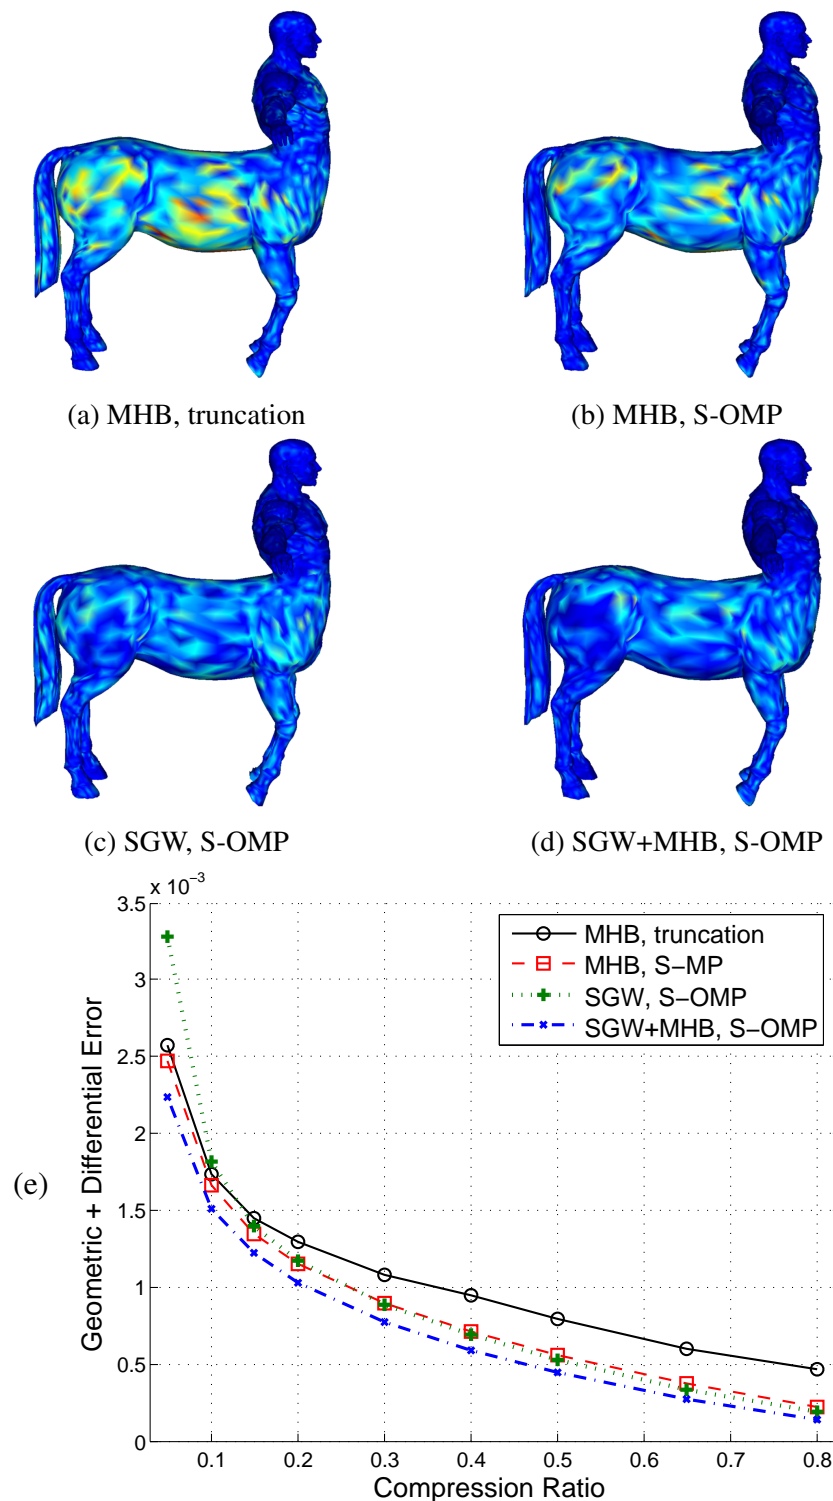 (a) MHB, truncation
(b) MHB, S-OMP
(c) SGW, S-OMP
(d) SGW+MHB, S-OMP
x 10⁻³
3.5
3
2.5
2
1.5
1
0.5
0
Geometric + Differential Error
(e)
MHB, truncation
MHB, S−MP
SGW, S−OMP
SGW+MHB, S−OMP
0.1 0.2 0.3 0.4 0.5 0.6 0.7 0.8
Compression Ratio